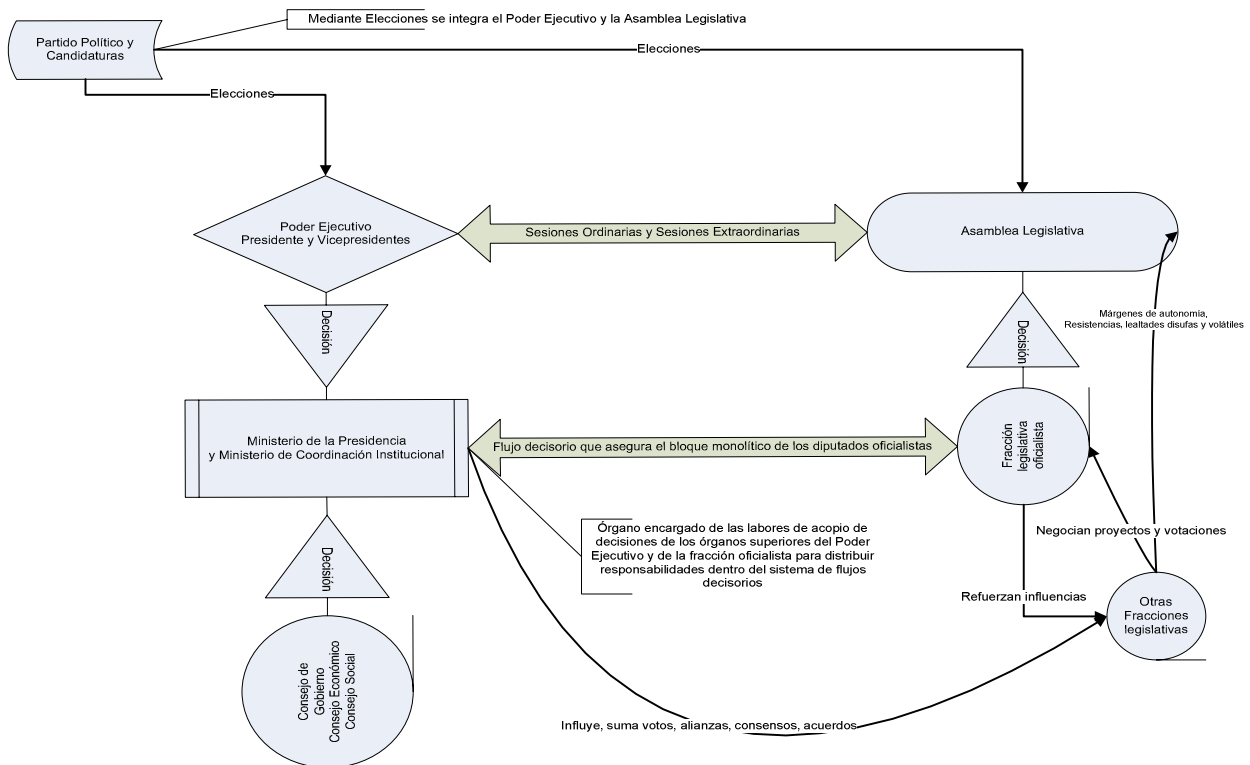 Mediante Elecciones se integra el Poder Ejecutivo y la Asamblea Legislativa
Partido Político y
Candidaturas
Elecciones
Elecciones
Poder Ejecutivo
Presidente y Vicepresidentes
Sesiones Ordinarias y Sesiones Extraordinarias
Asamblea Legislativa
Decisión
Decisión
Márgenes de autonomía,
Resistencias, lealtades disufas y volátiles
Ministerio de la Presidencia
y Ministerio de Coordinación Institucional
Flujo decisorio que asegura el bloque monolítico de los diputados oficialistas
Fracción
legislativa
oficialista
Órgano encargado de las labores de acopio de
decisiones de los órganos superiores del Poder
Ejecutivo y de la fracción oficialista para distribuir
responsabilidades dentro del sistema de flujos
decisorios
Negocian proyectos y votaciones
Decisión
Refuerzan influencias
Otras
Fracciones
legislativas
Consejo de
Gobierno
Consejo Económico
Consejo Social
Influye, suma votos, alianzas, consensos, acuerdos